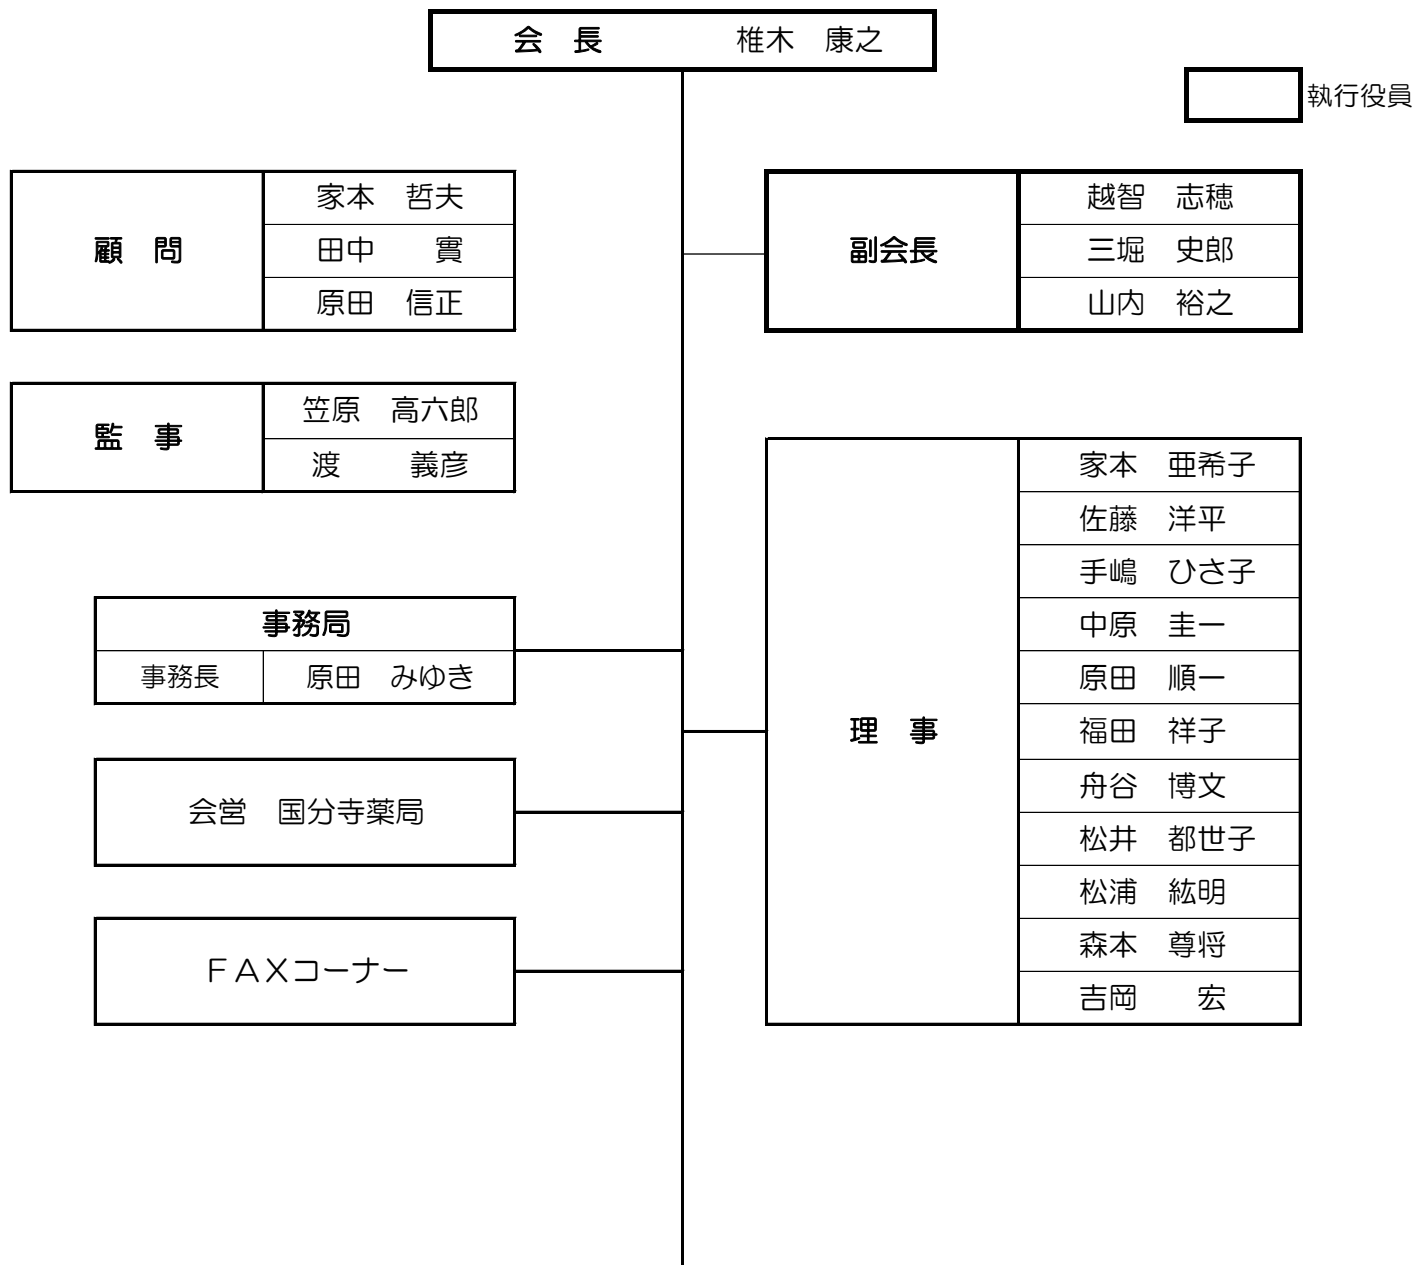 会　長　椎木　康之
執行役員
顧　問
家本　哲夫
田中　實
原田　信正
副会長
越智　志穂
三堀　史郎
山内　裕之
監　事
笠原　高六郎
渡　義彦
事務局
事務長　原田　みゆき
会営　国分寺薬局
ＦＡＸコーナー
理　事
家本　亜希子
佐藤　洋平
手嶋　ひさ子
中原　圭一
原田　順一
福田　祥子
舟谷　博文
松井　都世子
松浦　紘明
森本　尊将
吉岡　宏